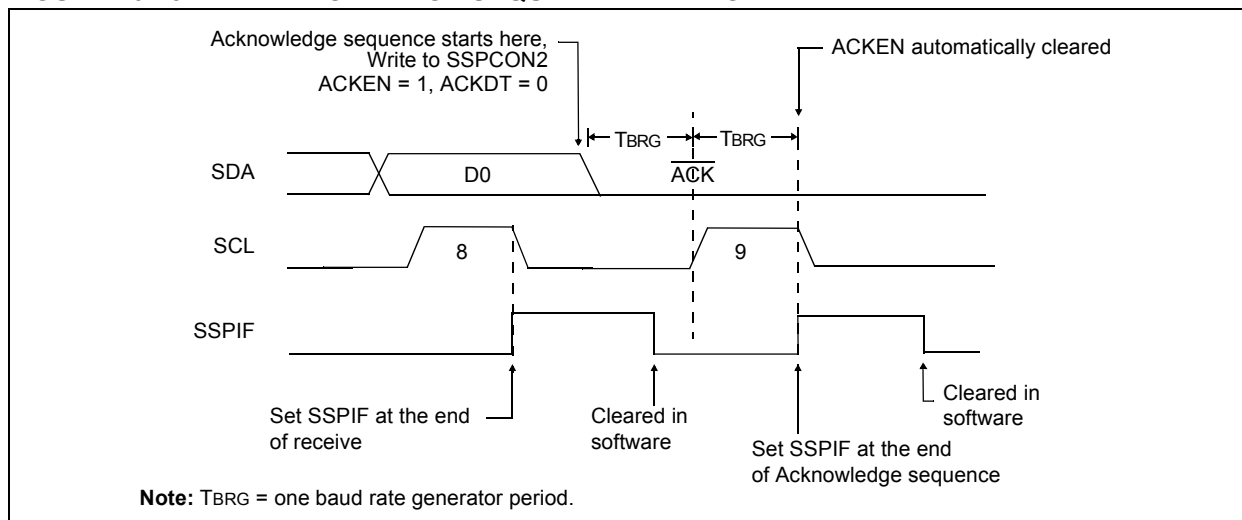 Acknowledge sequence starts here,
Write to SSPCON2
ACKEN = 1, ACKDT = 0
ACKEN automatically cleared
TBRG
TBRG
SDA
D0
ACK
SCL
8
9
SSPIF
Set SSPIF at the end
of receive
Cleared in
software
Set SSPIF at the end
of Acknowledge sequence
Cleared in
software
Note: TBRG = one baud rate generator period.